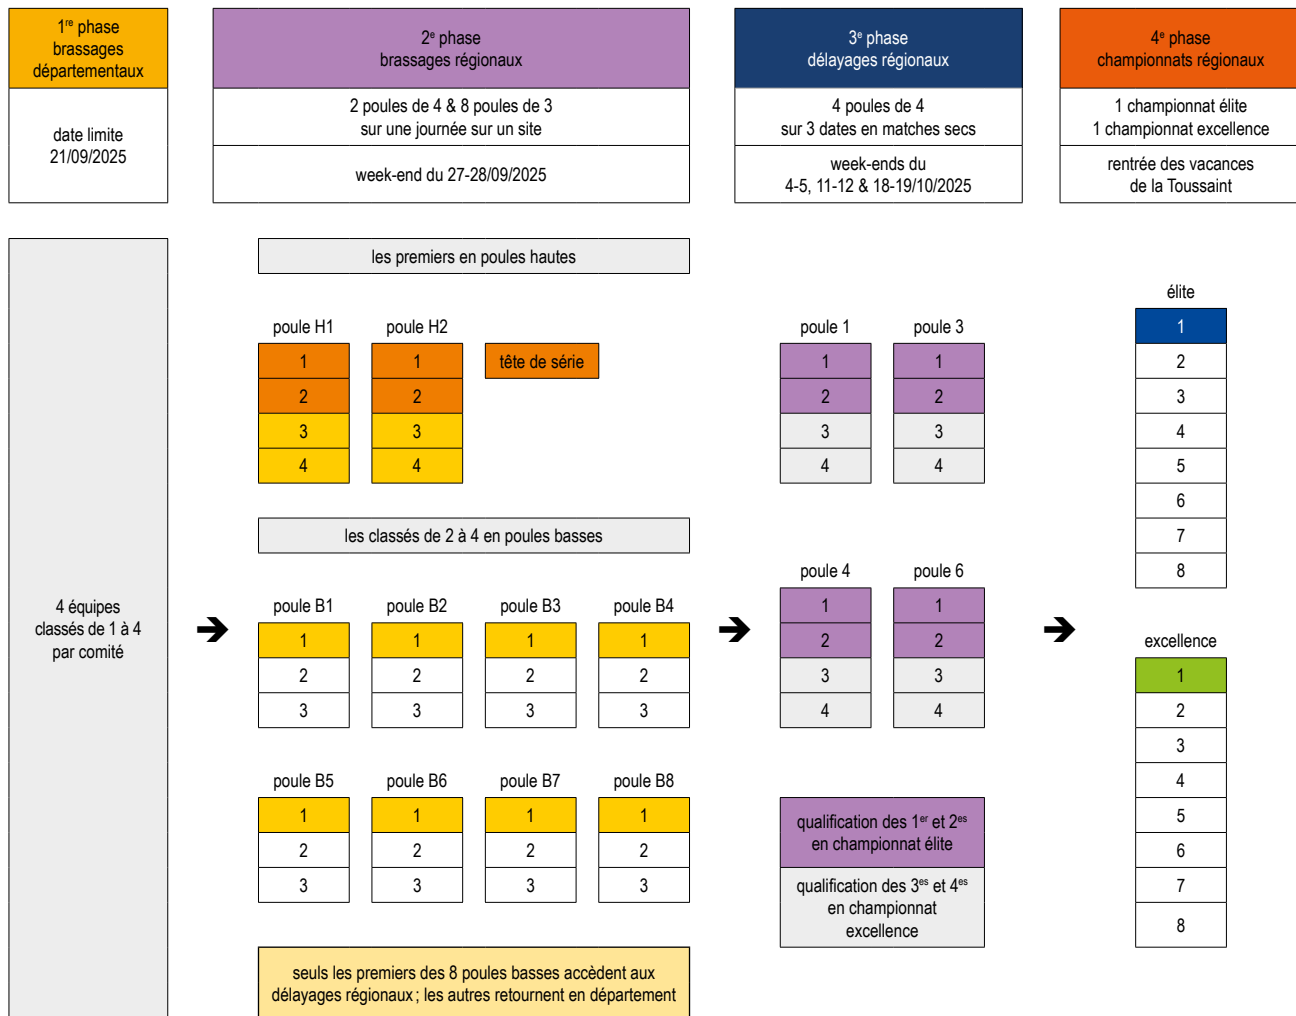 1re phase
brassages
départementaux
date limite
21/09/2025
2e phase
brassages régionaux
2 poules de 4 & 8 poules de 3
sur une journée sur un site
week-end du 27-28/09/2025
3e phase
délayages régionaux
4 poules de 4
sur 3 dates en matches secs
week-ends du
4-5, 11-12 & 18-19/10/2025
4e phase
championnats régionaux
1 championnat élite
1 championnat excellence
rentrée des vacances
de la Toussaint
4 équipes
classés de 1 à 4
par comité
les premiers en poules hautes
poule H1 poule H2
1 1 tête de série
2 2
3 3
4 4
les classés de 2 à 4 en poules basses
poule B1 poule B2 poule B3 poule B4
1 1 1 1
2 2 2 2
3 3 3 3
poule B5 poule B6 poule B7 poule B8
1 1 1 1
2 2 2 2
3 3 3 3
seuls les premiers des 8 poules basses accèdent aux
délayages régionaux ; les autres retournent en département
poule 1 poule 3
1 1
2 2
3 3
4 4
poule 4 poule 6
1 1
2 2
3 3
4 4
qualification des 1er et 2es
en championnat élite
qualification des 3es et 4es
en championnat
excellence
élite
1
2
3
4
5
6
7
8
excellence
1
2
3
4
5
6
7
8